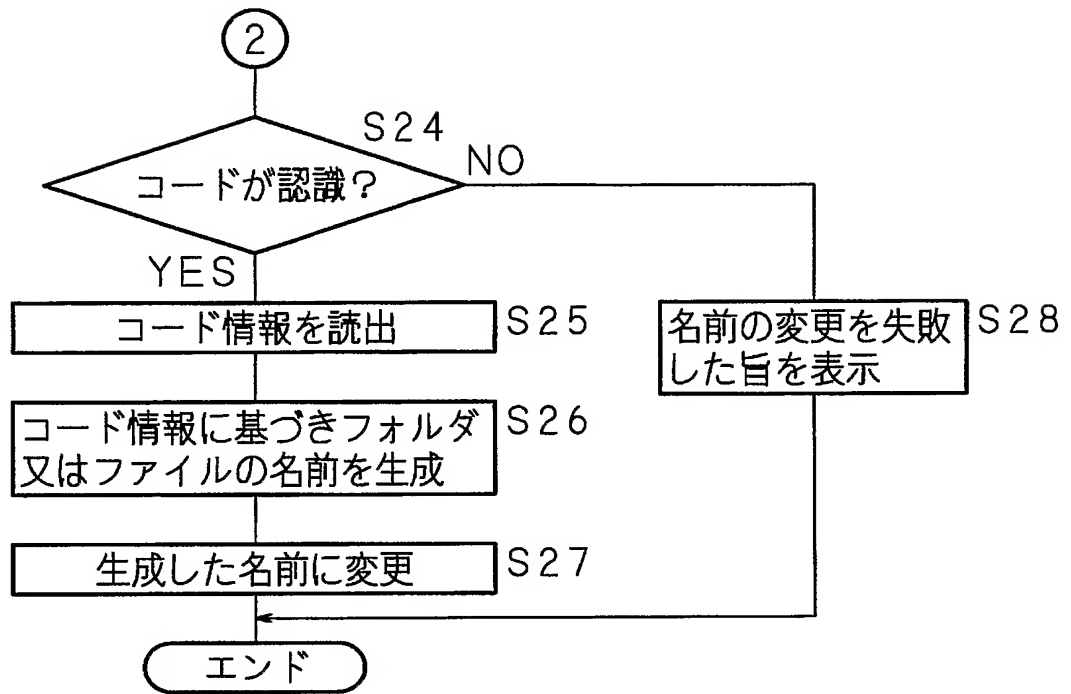 2
S24
コードが認識?
NO
YES
コード情報を読出
S25
名前の変更を失敗
した旨を表示
S28
コード情報に基づきフォルダ
又はファイルの名前を生成
S26
生成した名前に変更
S27
エンド